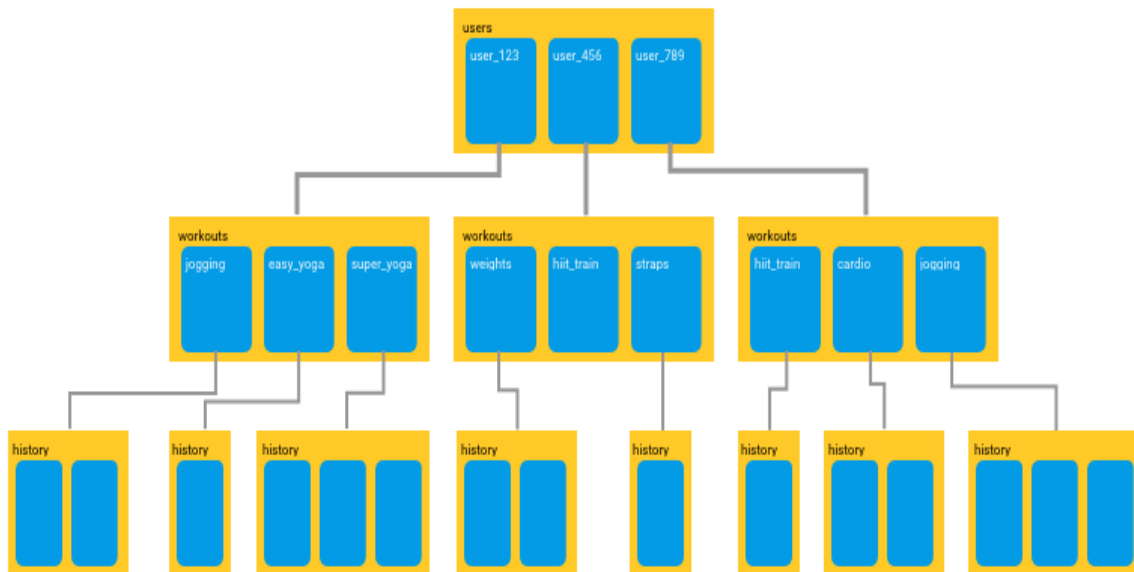 users
user_123 user_456 user_789
workouts workouts workouts
jogging easy_yoga super_yoga weights hiit_train straps hiit_train cardio jogging
history history history history history history history history